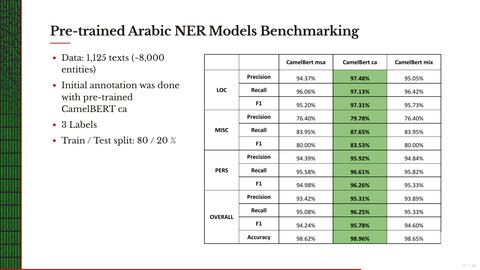 Pre-trained Arabic NER Models Benchmarking
• Data: 1,125 texts (~8,000
entities)
• Initial annotation was done
with pre-trained
CamelBERT ca
• 3 Labels
• Train / Test split: 80 / 20 %
CamelBert msa CamelBert ca CamelBert mix
LOC
Precision 94.37% 97.48% 95.05%
Recall 96.06% 97.13% 96.42%
F1 95.20% 97.31% 95.73%
MISC
Precision 76.40% 79.78% 76.40%
Recall 83.95% 87.65% 83.95%
F1 80.00% 83.53% 80.00%
PERS
Precision 94.39% 95.92% 94.84%
Recall 95.58% 96.61% 95.82%
F1 94.98% 96.26% 95.33%
OVERALL
Precision 93.42% 95.31% 93.89%
Recall 95.08% 96.25% 95.33%
F1 94.24% 95.78% 94.60%
Accuracy 98.62% 98.96% 98.65%